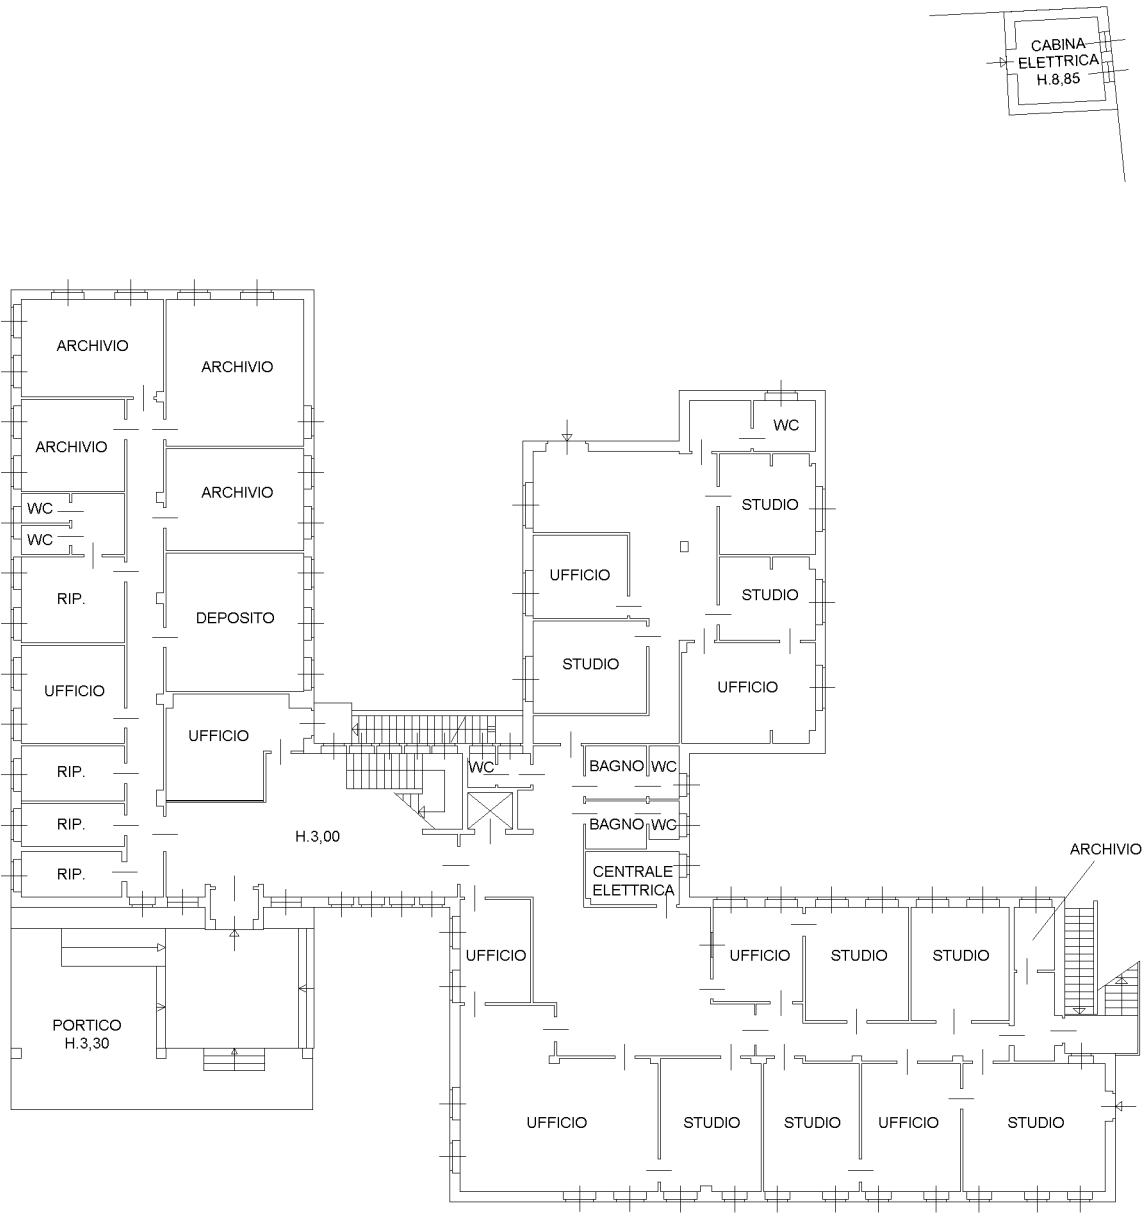 CABINA
ELETTRICA
H.8,85
ARCHIVIO
ARCHIVIO
ARCHIVIO
ARCHIVIO
WC
WC
RIP.
DEPOSITO
UFFICIO
UFFICIO
RIP.
RIP.
RIP.
H.3,00
WC
STUDIO
UFFICIO
STUDIO
STUDIO
UFFICIO
WC
BAGNO
WC
BAGNO
WC
CENTRALE
ELETTRICA
ARCHIVIO
UFFICIO
UFFICIO
STUDIO
STUDIO
PORTICO
H.3,30
UFFICIO
STUDIO
STUDIO
UFFICIO
STUDIO